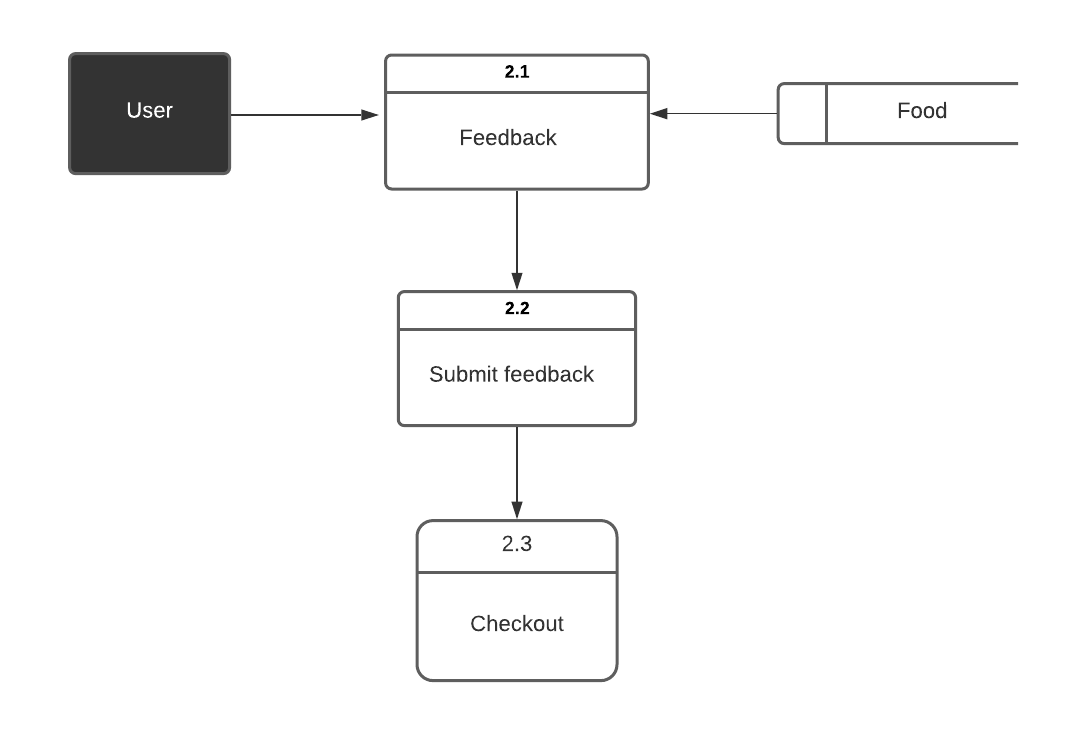 User
2.1
Feedback
Food
2.2
Submit feedback
2.3
Checkout